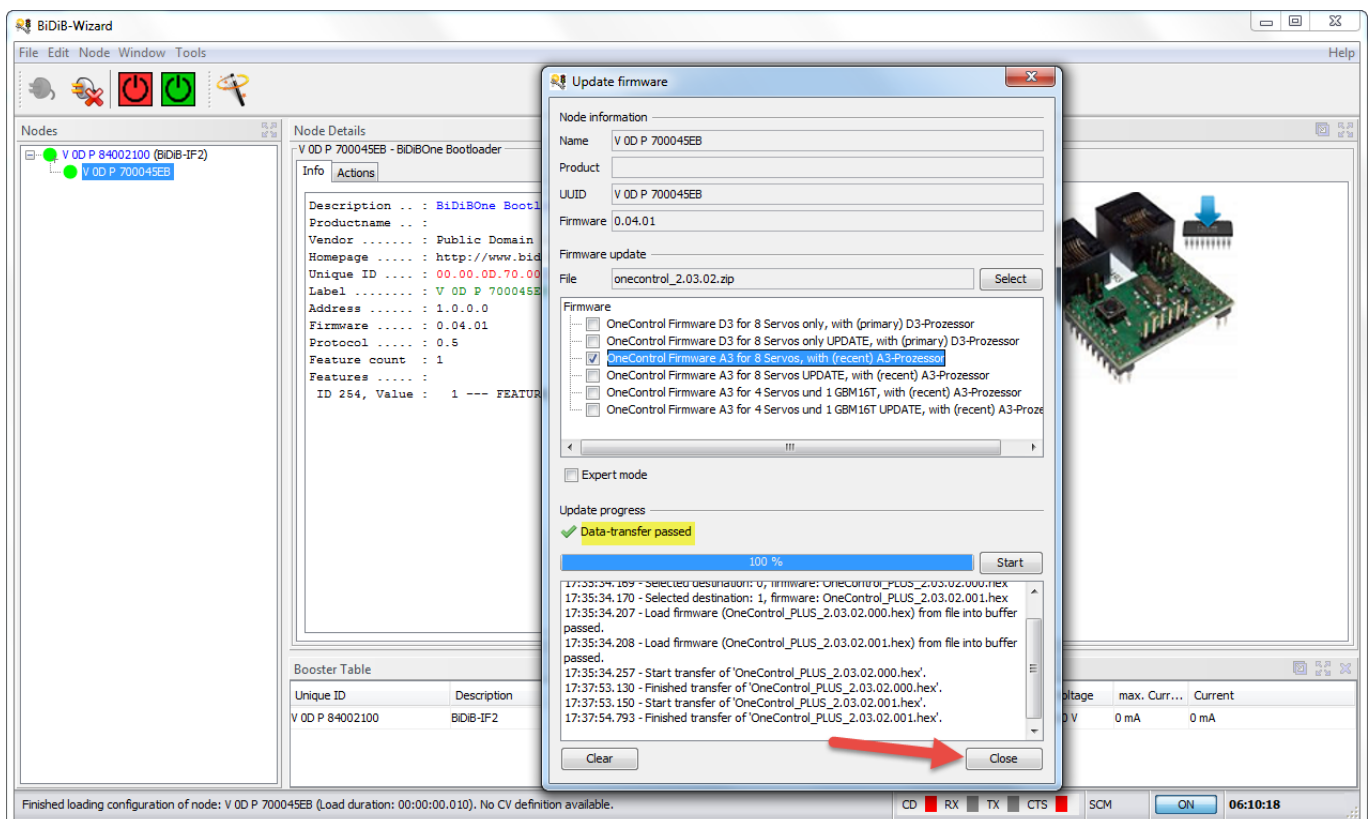 BiDiB-Wizard
File Edit Node Window Tools
Help
Nodes
V 0D P 84002100 (BiDiB-IF2)
V 0D P 700045EB
Node Details
V 0D P 700045EB - BiDiBOne Bootloader
Info Actions
Description .. : BiDiBOne Bootl
Productname .. :
Vendor ....... : Public Domain
Homepage ..... : http://www.bid
Unique ID .... : 00.00.0D.70.00
Label ........ : V 0D P 700045E
Address ...... : 1.0.0.0
Firmware ..... : 0.04.01
Protocol ..... : 0.5
Feature count : 1
Features ..... :
ID 254, Value : 1 --- FEATUR
Update firmware
Node information
Name V 0D P 700045EB
Product
UUID V 0D P 700045EB
Firmware 0.04.01
Firmware update
File onecontrol_2.03.02.zip Select
Firmware
OneControl Firmware D3 for 8 Servos only, with (primary) D3-Prozessor
OneControl Firmware D3 for 8 Servos only UPDATE, with (primary) D3-Prozessor
OneControl Firmware A3 for 8 Servos, with (recent) A3-Prozessor
OneControl Firmware A3 for 8 Servos UPDATE, with (recent) A3-Prozessor
OneControl Firmware A3 for 4 Servos und 1 GBM16T, with (recent) A3-Prozessor
OneControl Firmware A3 for 4 Servos und 1 GBM16T UPDATE, with (recent) A3-Proze
Expert mode
Update progress
Data-transfer passed
100 % Start
17:35:34.169 - Selected destination: 0, firmware: OneControl_PLUS_2.03.02.000.hex
17:35:34.170 - Selected destination: 1, firmware: OneControl_PLUS_2.03.02.001.hex
17:35:34.207 - Load firmware (OneControl_PLUS_2.03.02.000.hex) from file into buffer
passed.
17:35:34.208 - Load firmware (OneControl_PLUS_2.03.02.001.hex) from file into buffer
passed.
17:35:34.257 - Start transfer of 'OneControl_PLUS_2.03.02.000.hex'.
17:37:53.130 - Finished transfer of 'OneControl_PLUS_2.03.02.000.hex'.
17:37:53.150 - Start transfer of 'OneControl_PLUS_2.03.02.001.hex'.
17:37:54.793 - Finished transfer of 'OneControl_PLUS_2.03.02.001.hex'.
Clear Close
Booster Table
Unique ID Description oltage max. Curr... Current
V 0D P 84002100 BiDiB-IF2 0 V 0 mA 0 mA
Finished loading configuration of node: V 0D P 700045EB (Load duration: 00:00:00.010). No CV definition available.
CD RX TX CTS SCM ON 06:10:18